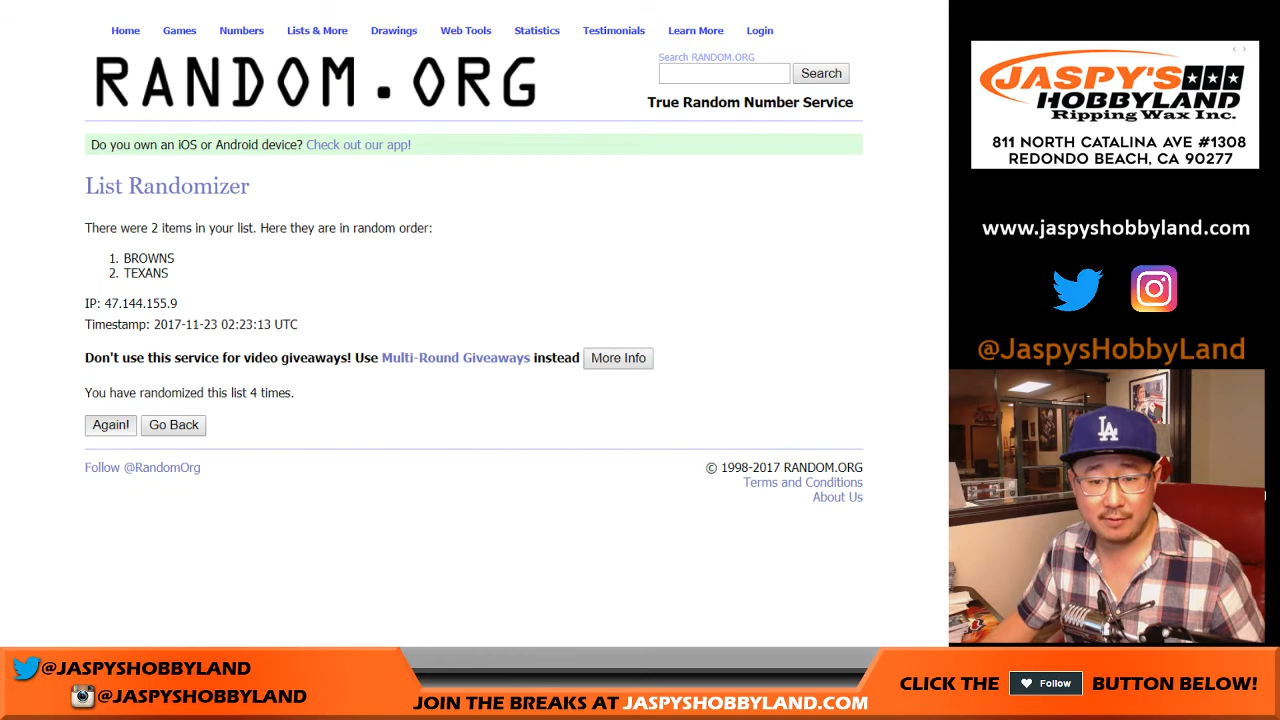 Home Games Numbers Lists & More Drawings Web Tools Statistics Testimonials Learn More Login
RANDOM.ORG
Search RANDOM.ORG
Search
True Random Number Service
Do you own an iOS or Android device? Check out our app!
List Randomizer
There were 2 items in your list. Here they are in random order:
1. BROWNS
2. TEXANS
IP: 47.144.155.9
Timestamp: 2017-11-23 02:23:13 UTC
Don't use this service for video giveaways! Use Multi-Round Giveaways instead More Info
You have randomized this list 4 times.
Again! Go Back
Follow @RandomOrg
© 1998-2017 RANDOM.ORG
Terms and Conditions
About Us
JASPY'S
HOBBYLAND
Ripping Wax Inc.
811 NORTH CATALINA AVE #1308
REDONDO BEACH, CA 90277
www.jaspyshobbyland.com
@JaspysHobbyLand
LA
@JASPYSHOBBYLAND
@JASPYSHOBBYLAND
JOIN THE BREAKS AT JASPYSHOBBYLAND.COM
CLICK THE Follow BUTTON BELOW!